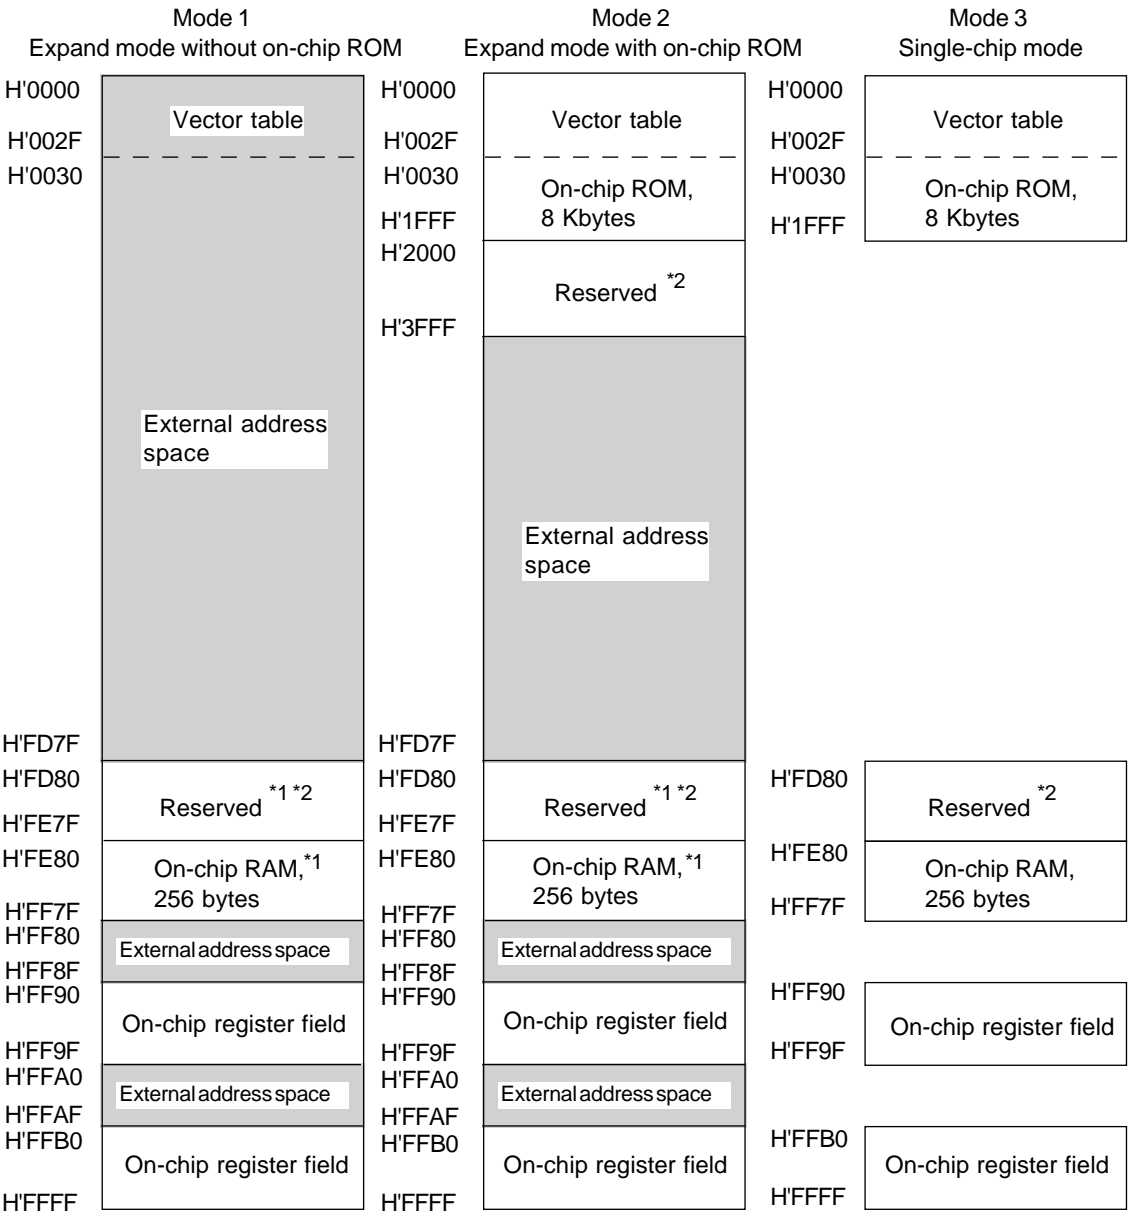 Mode 1
Expand mode without on-chip ROM
H'0000
Vector table
H'002F
H'0030
External address
space
H'FD7F
H'FD80
Reserved *1 *2
H'FE7F
H'FE80
On-chip RAM,*1
256 bytes
H'FF7F
H'FF80
External address space
H'FF8F
H'FF90
On-chip register field
H'FF9F
H'FFA0
External address space
H'FFAF
H'FFB0
On-chip register field
H'FFFF
Mode 2
Expand mode with on-chip ROM
H'0000
Vector table
H'002F
H'0030
On-chip ROM,
8 Kbytes
H'1FFF
H'2000
Reserved *2
H'3FFF
External address
space
H'FD7F
H'FD80
Reserved *1 *2
H'FE7F
H'FE80
On-chip RAM,*1
256 bytes
H'FF7F
H'FF80
External address space
H'FF8F
H'FF90
On-chip register field
H'FF9F
H'FFA0
External address space
H'FFAF
H'FFB0
On-chip register field
H'FFFF
Mode 3
Single-chip mode
H'0000
Vector table
H'002F
H'0030
On-chip ROM,
8 Kbytes
H'1FFF
H'FD80
Reserved *2
H'FE80
On-chip RAM,
256 bytes
H'FF7F
H'FF90
On-chip register field
H'FF9F
H'FFB0
On-chip register field
H'FFFF